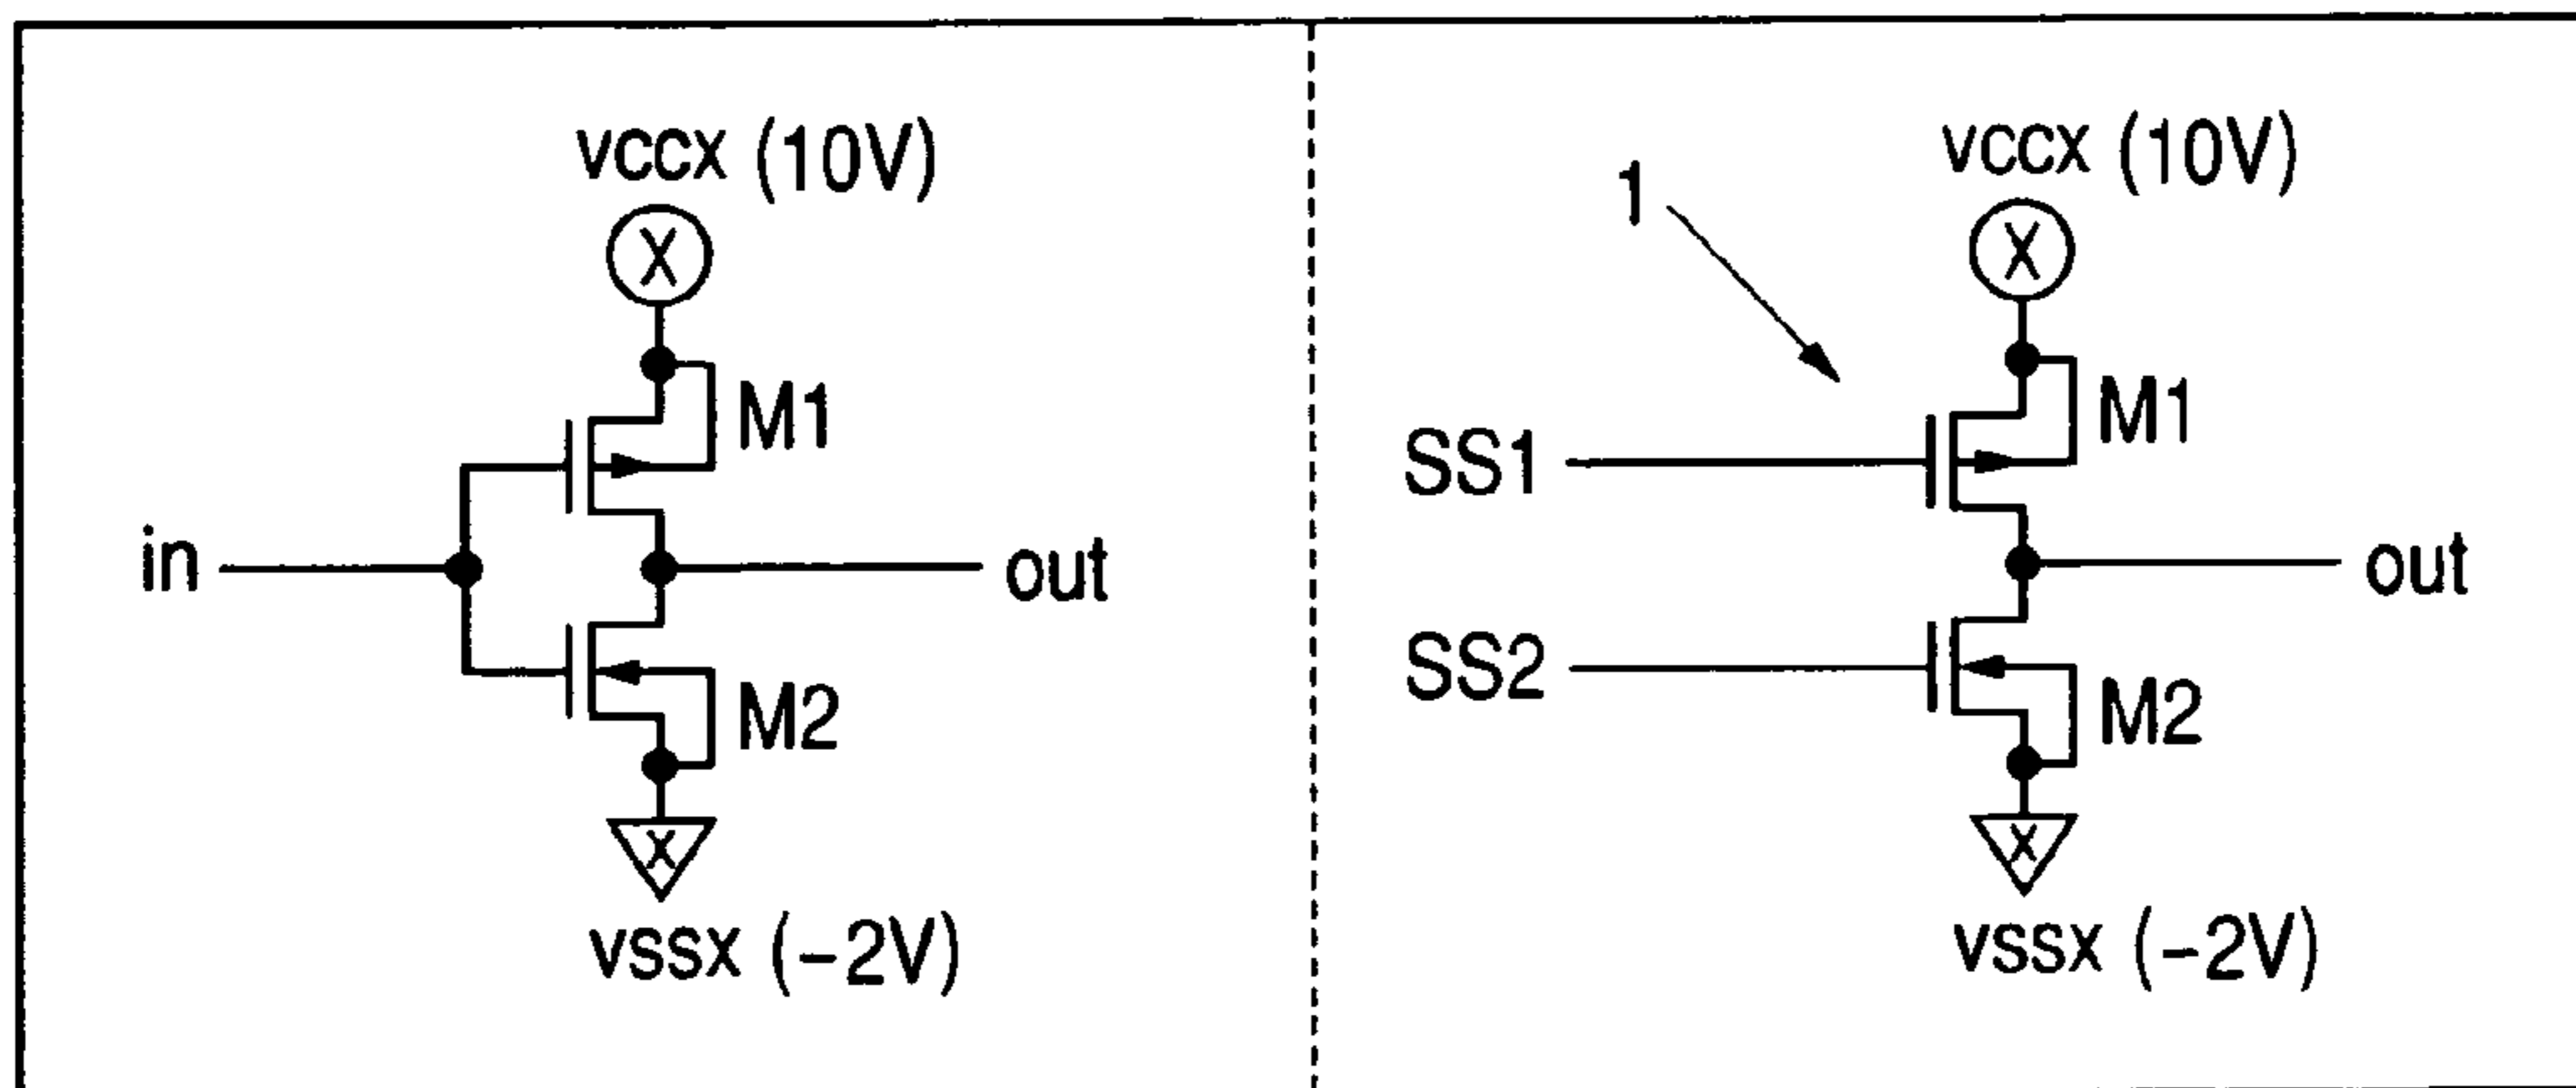 vccx (10V)
X
M1
in
out
M2
X
vssx (–2V)
1
vccx (10V)
X
M1
SS1
out
SS2
M2
X
vssx (–2V)